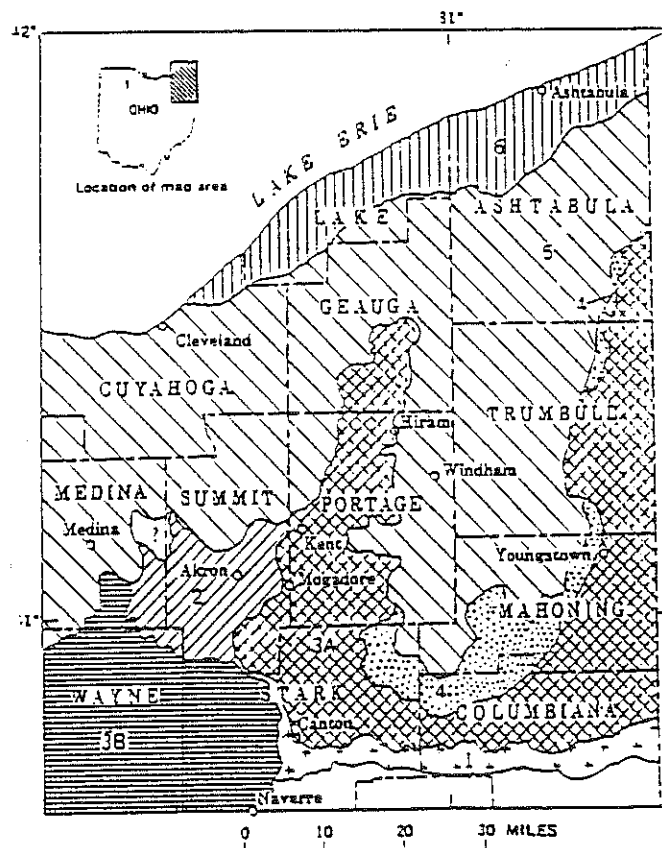 42°
81°
1
OHIO
Location of map area
LAKE ERIE
Ashtabula
6
LAKE
ASHTABULA
5
GEAUGA
4
Cleveland
CUYAHOGA
TRUMBULL
Hiram
Windham
MEDINA
SUMMIT
PORTAGE
Medina
?
Kent
Youngstown
Akron
2
Mogadore
41°
MAHONING
3A
WAYNE
STARK
4
COLUMBIANA
3B
Canton
1
Navarre
0 10 20 30 MILES